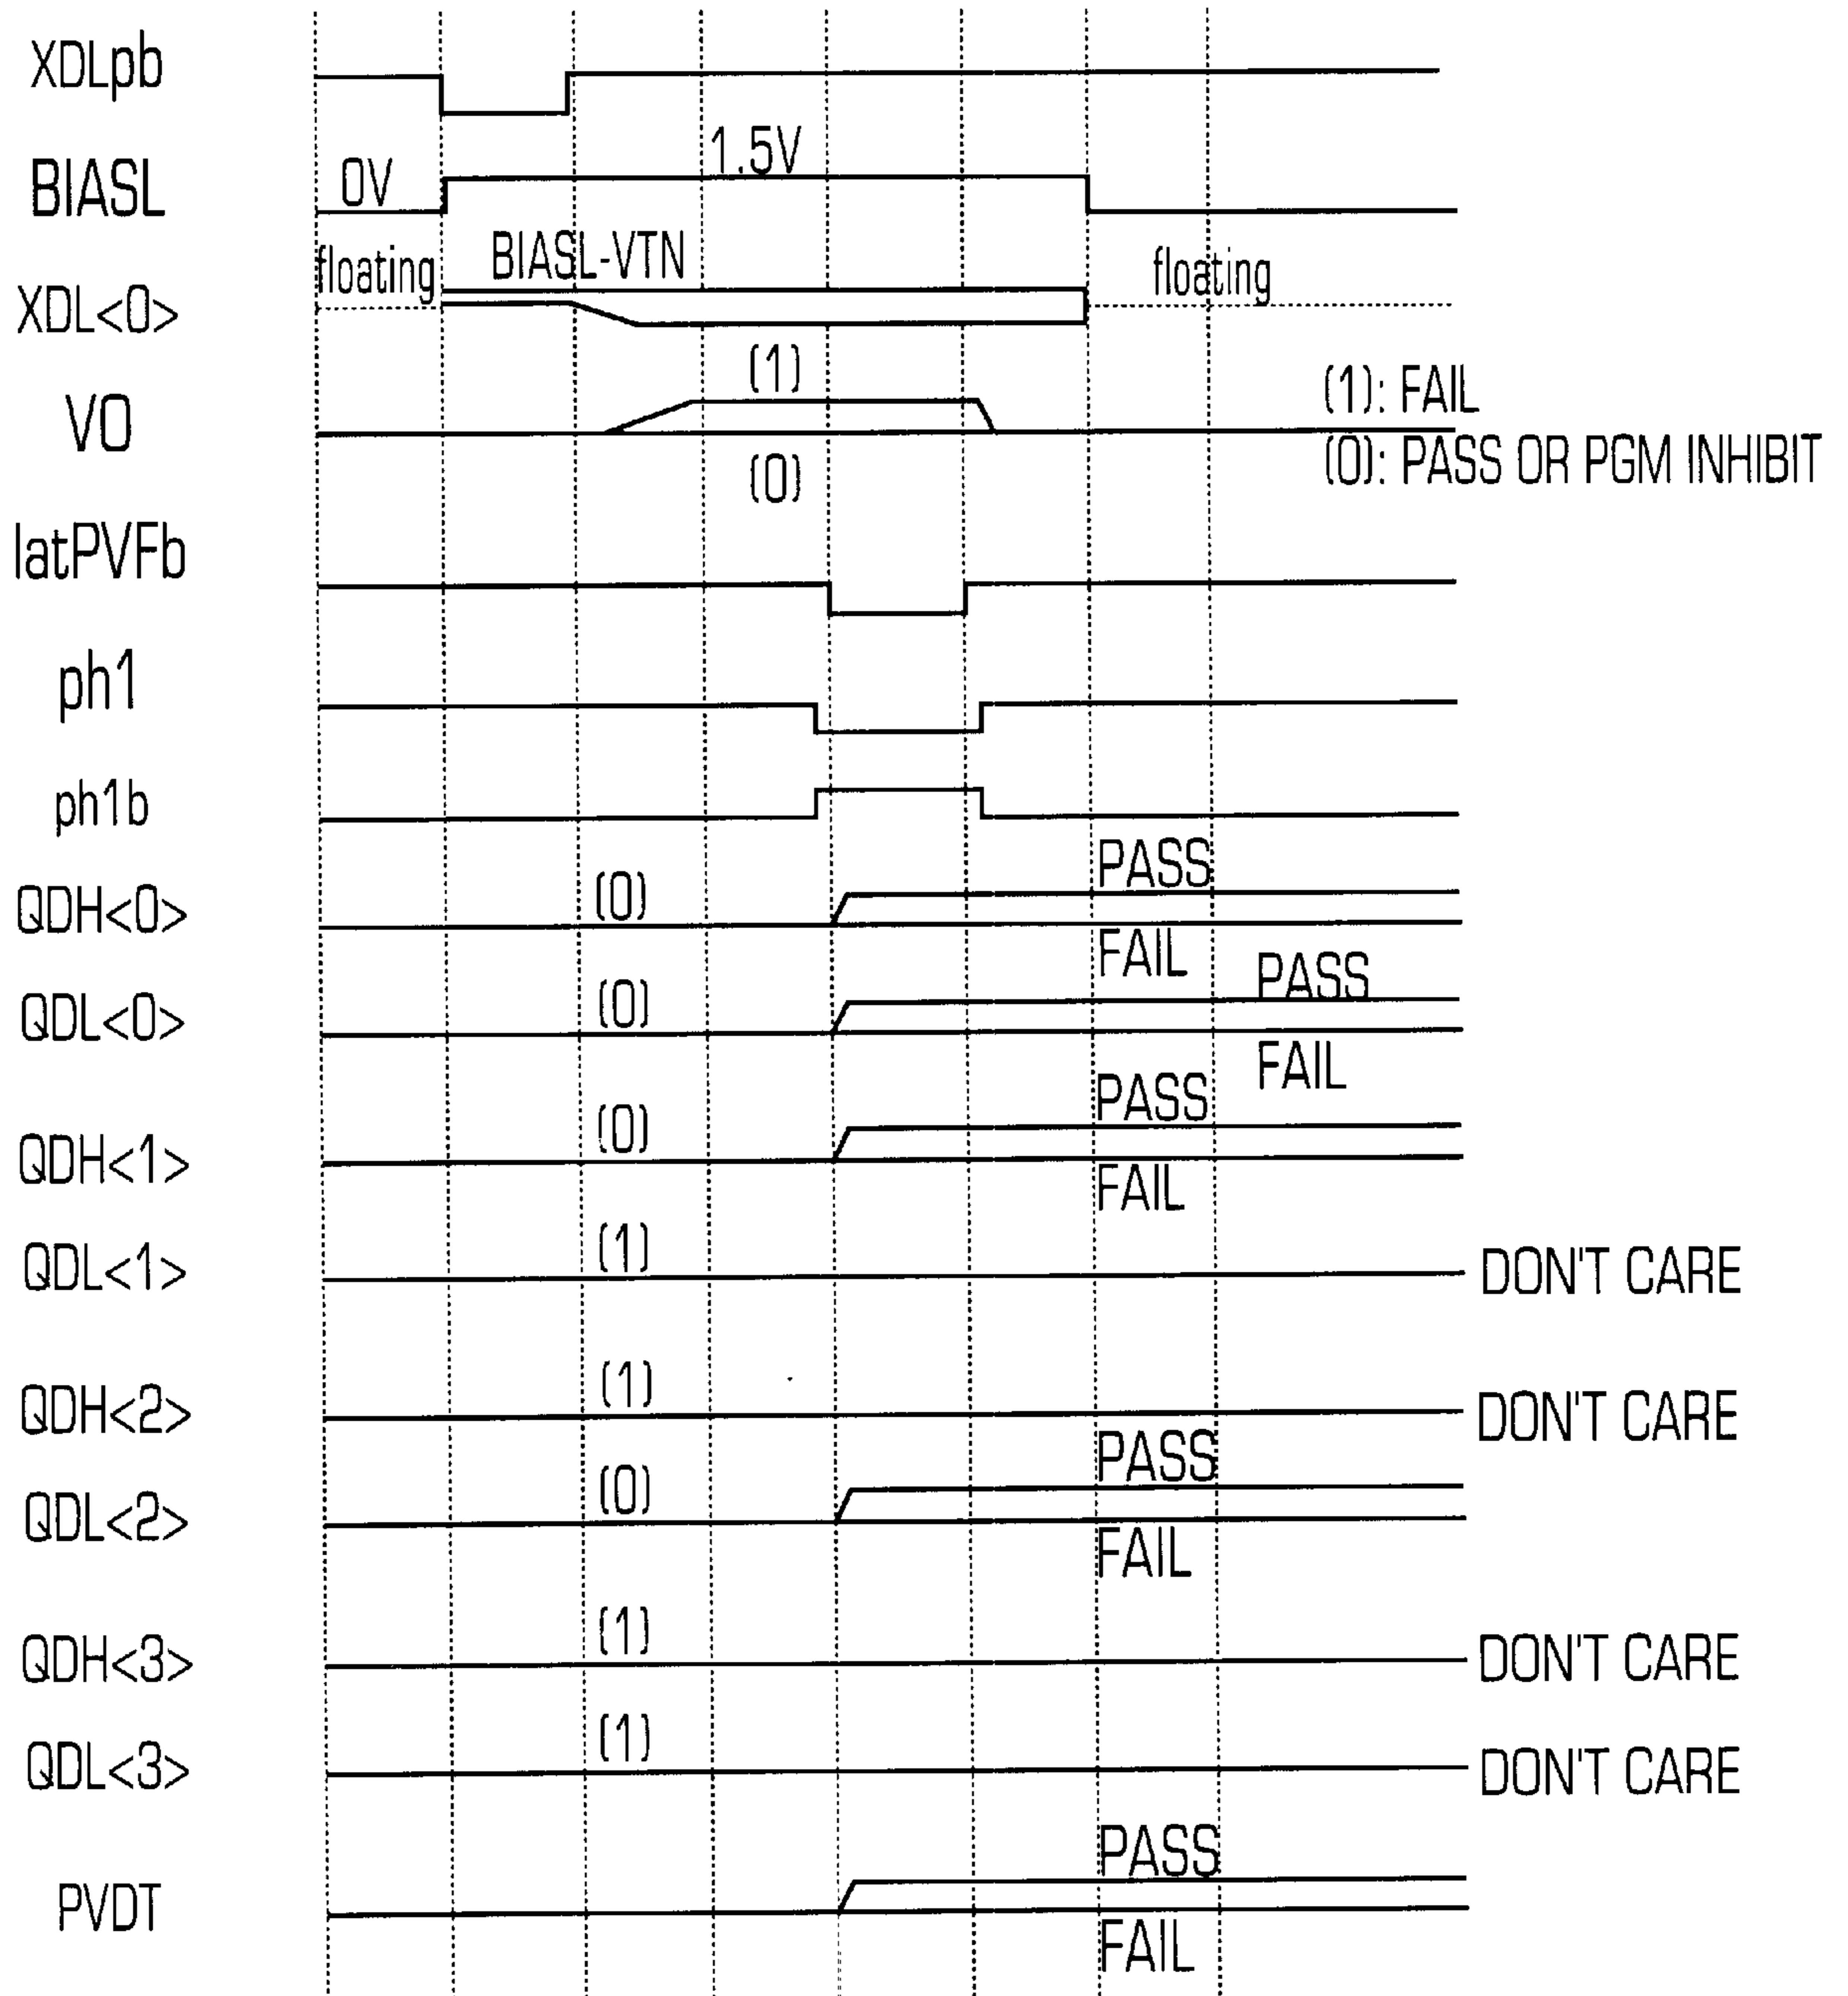 XDLpb
BIASL 0V 1.5V
XDL<0> floating BIASL-VTN floating
VO (1) (0)
(1): FAIL
(0): PASS OR PGM INHIBIT
latPVFb
ph1
ph1b
QDH<0> (0) PASS FAIL
QDL<0> (0) PASS FAIL
QDH<1> (0) PASS FAIL
QDL<1> (1) DON'T CARE
QDH<2> (1) DON'T CARE
QDL<2> (0) PASS FAIL
QDH<3> (1) DON'T CARE
QDL<3> (1) DON'T CARE
PVDT PASS FAIL